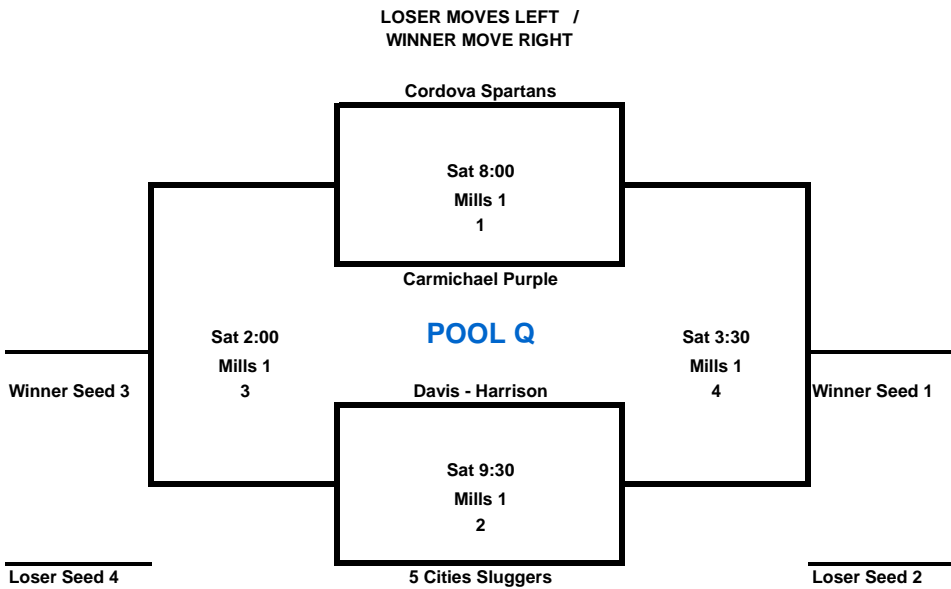 LOSER MOVES LEFT /
WINNER MOVE RIGHT
Cordova Spartans
Sat 8:00
Mills 1
1
Carmichael Purple
POOL Q
Sat 2:00
Mills 1
3
Sat 3:30
Mills 1
4
Winner Seed 3
Davis - Harrison
Winner Seed 1
Sat 9:30
Mills 1
2
Loser Seed 4
5 Cities Sluggers
Loser Seed 2